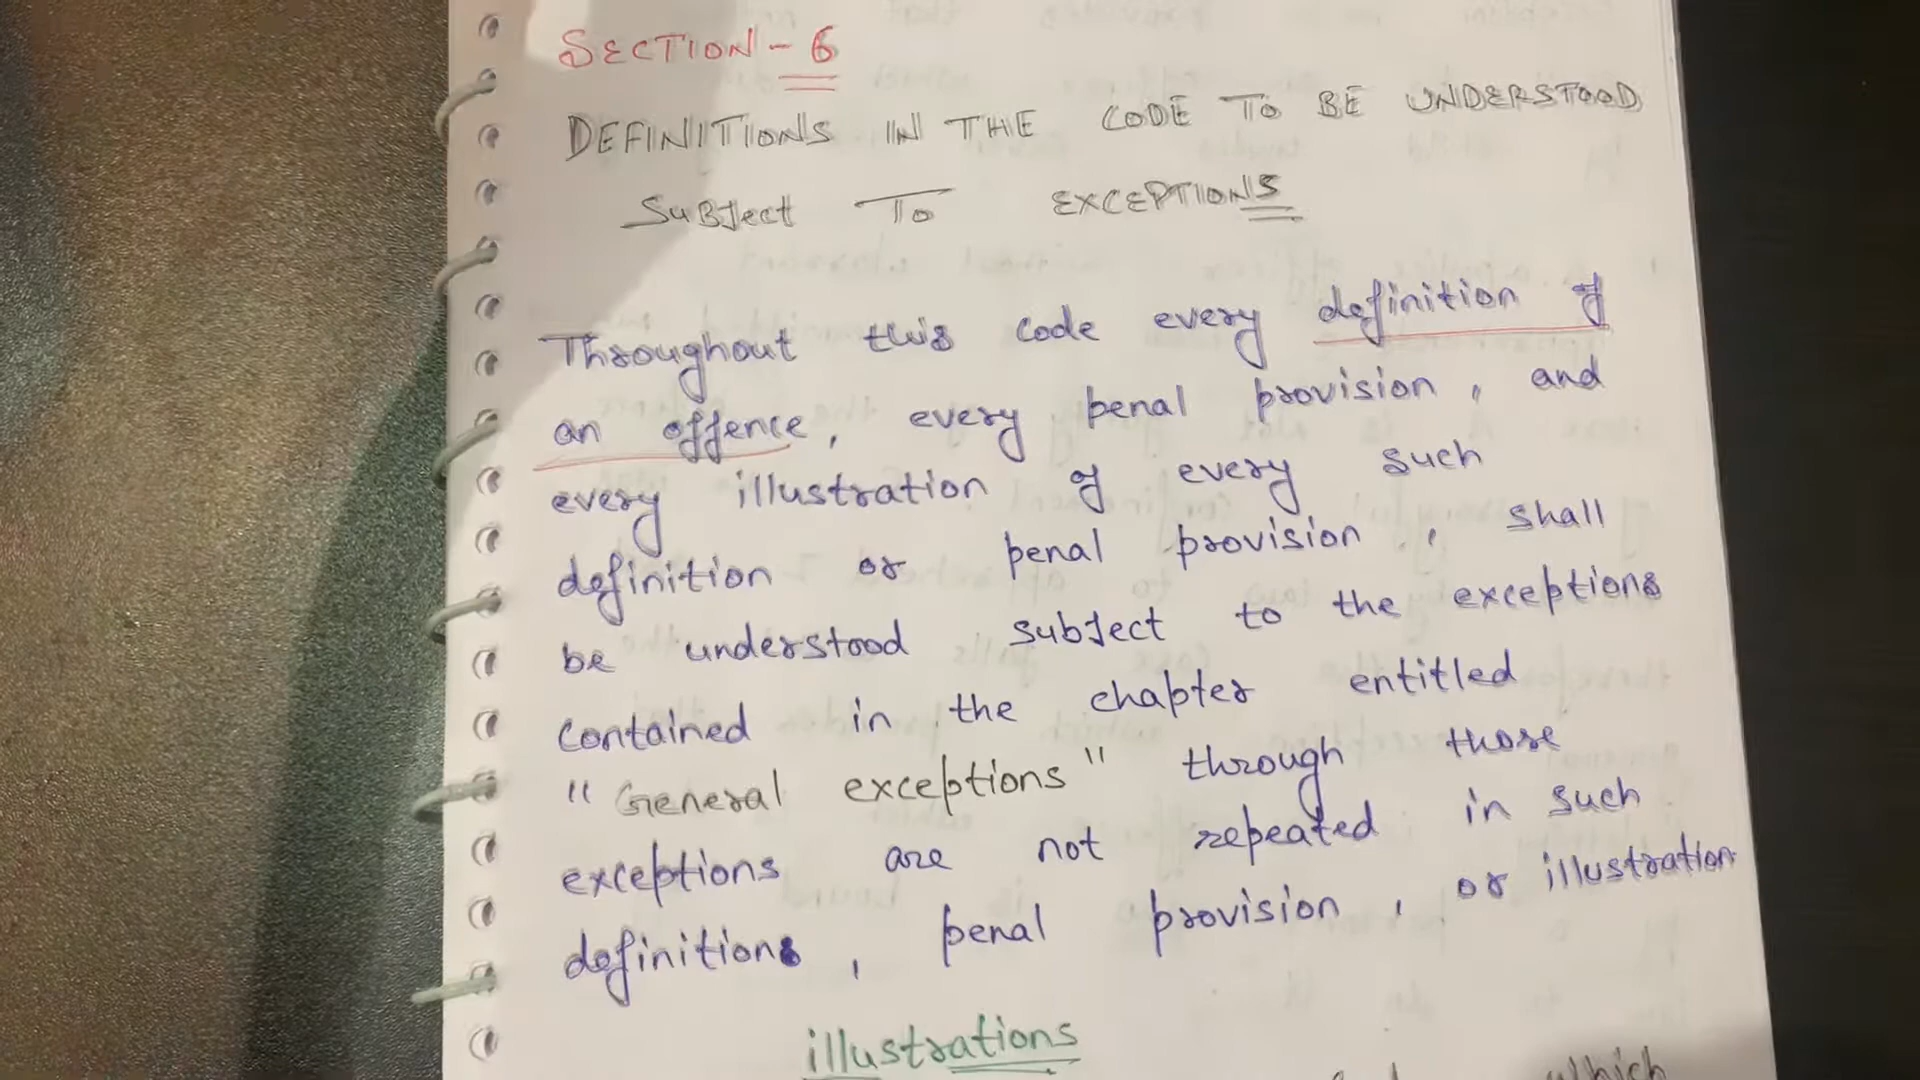 SECTION - 6
DEFINITIONS IN THE CODE TO BE UNDERSTOOD
SUBJect TO EXCEPTIONS
Throughout this code every definition of
an offence, every penal provision, and
every illustration of every such
definition or penal provision, shall
be understood subject to the exceptions
contained in the chapter entitled
"General exceptions" through those
exceptions are not repeated in such
definitions, penal provision, or illustration
illustrations
which